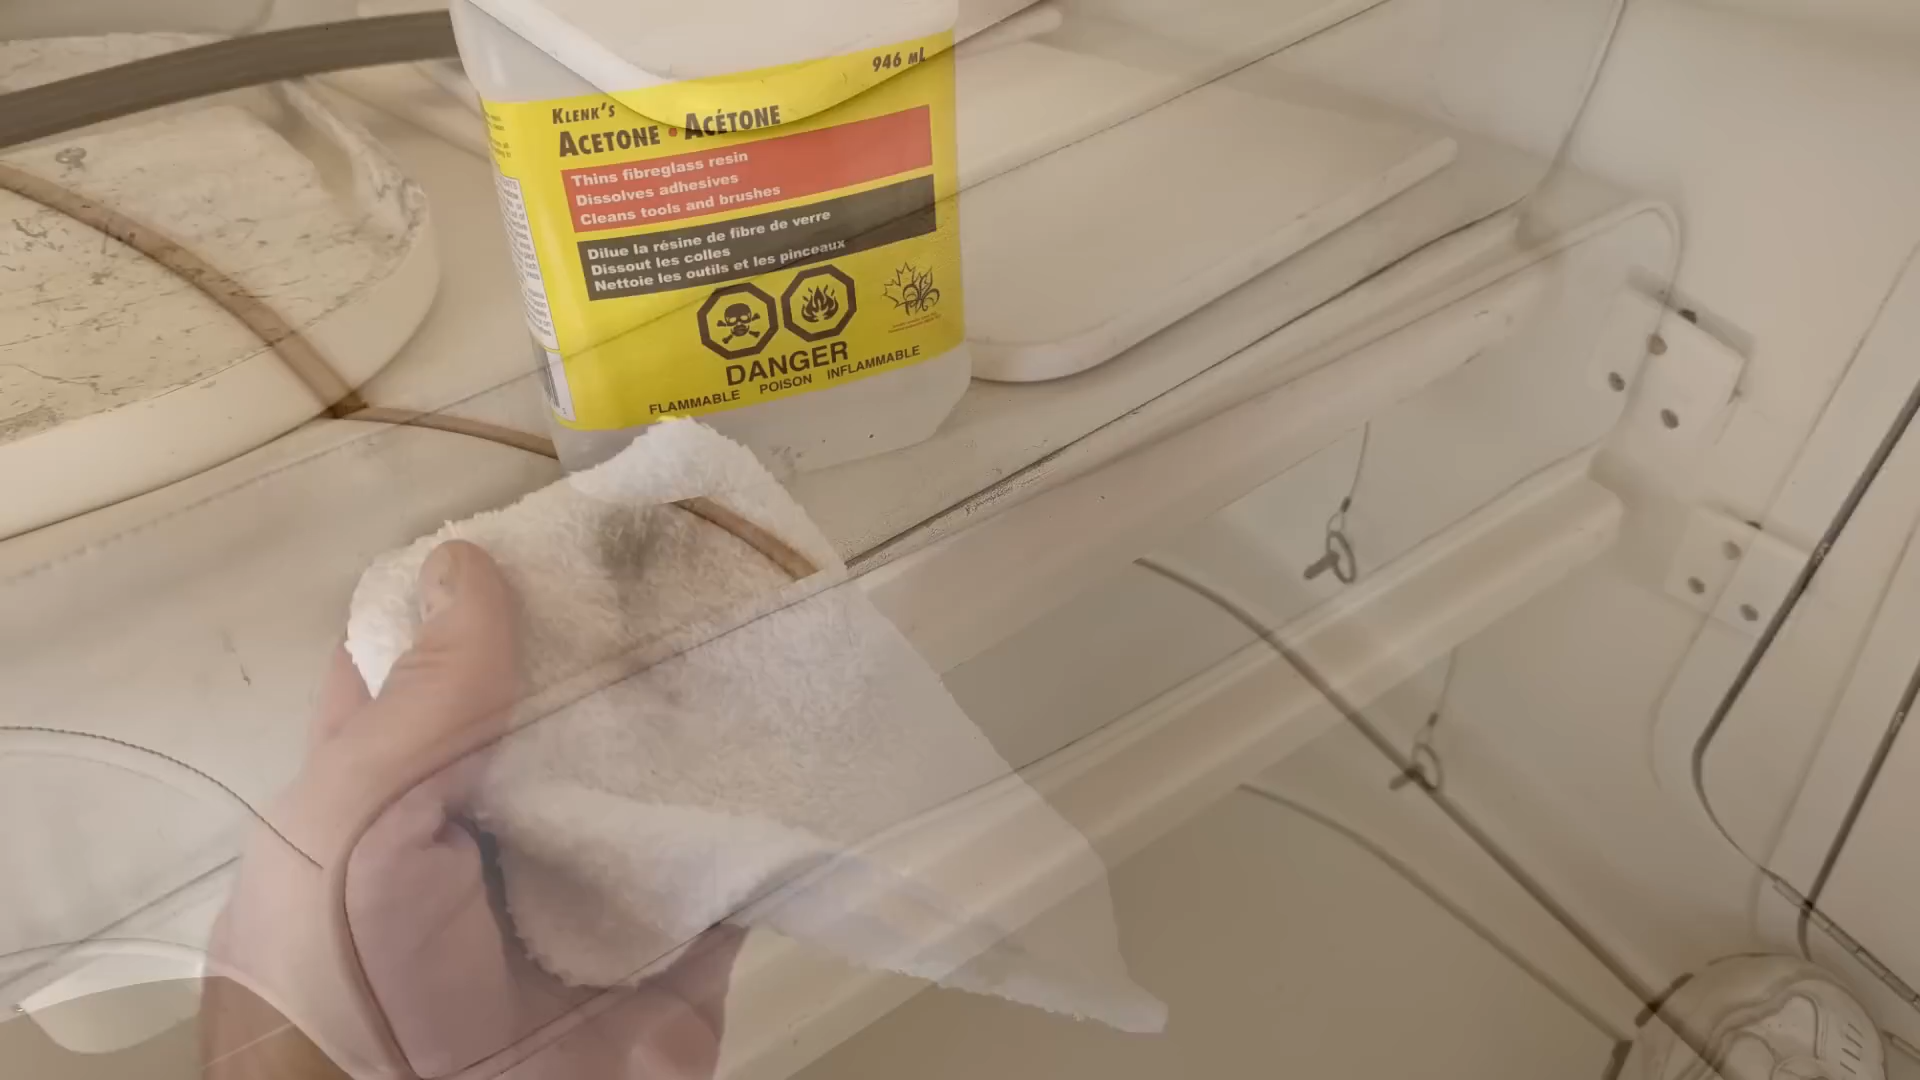 946 mL
KLENK'S
ACETONE • ACÉTONE
Thins fibreglass resin
Dissolves adhesives
Cleans tools and brushes
Dilue la résine de fibre de verre
Dissout les colles
Nettoie les outils et les pinceaux
DANGER
FLAMMABLE POISON INFLAMMABLE